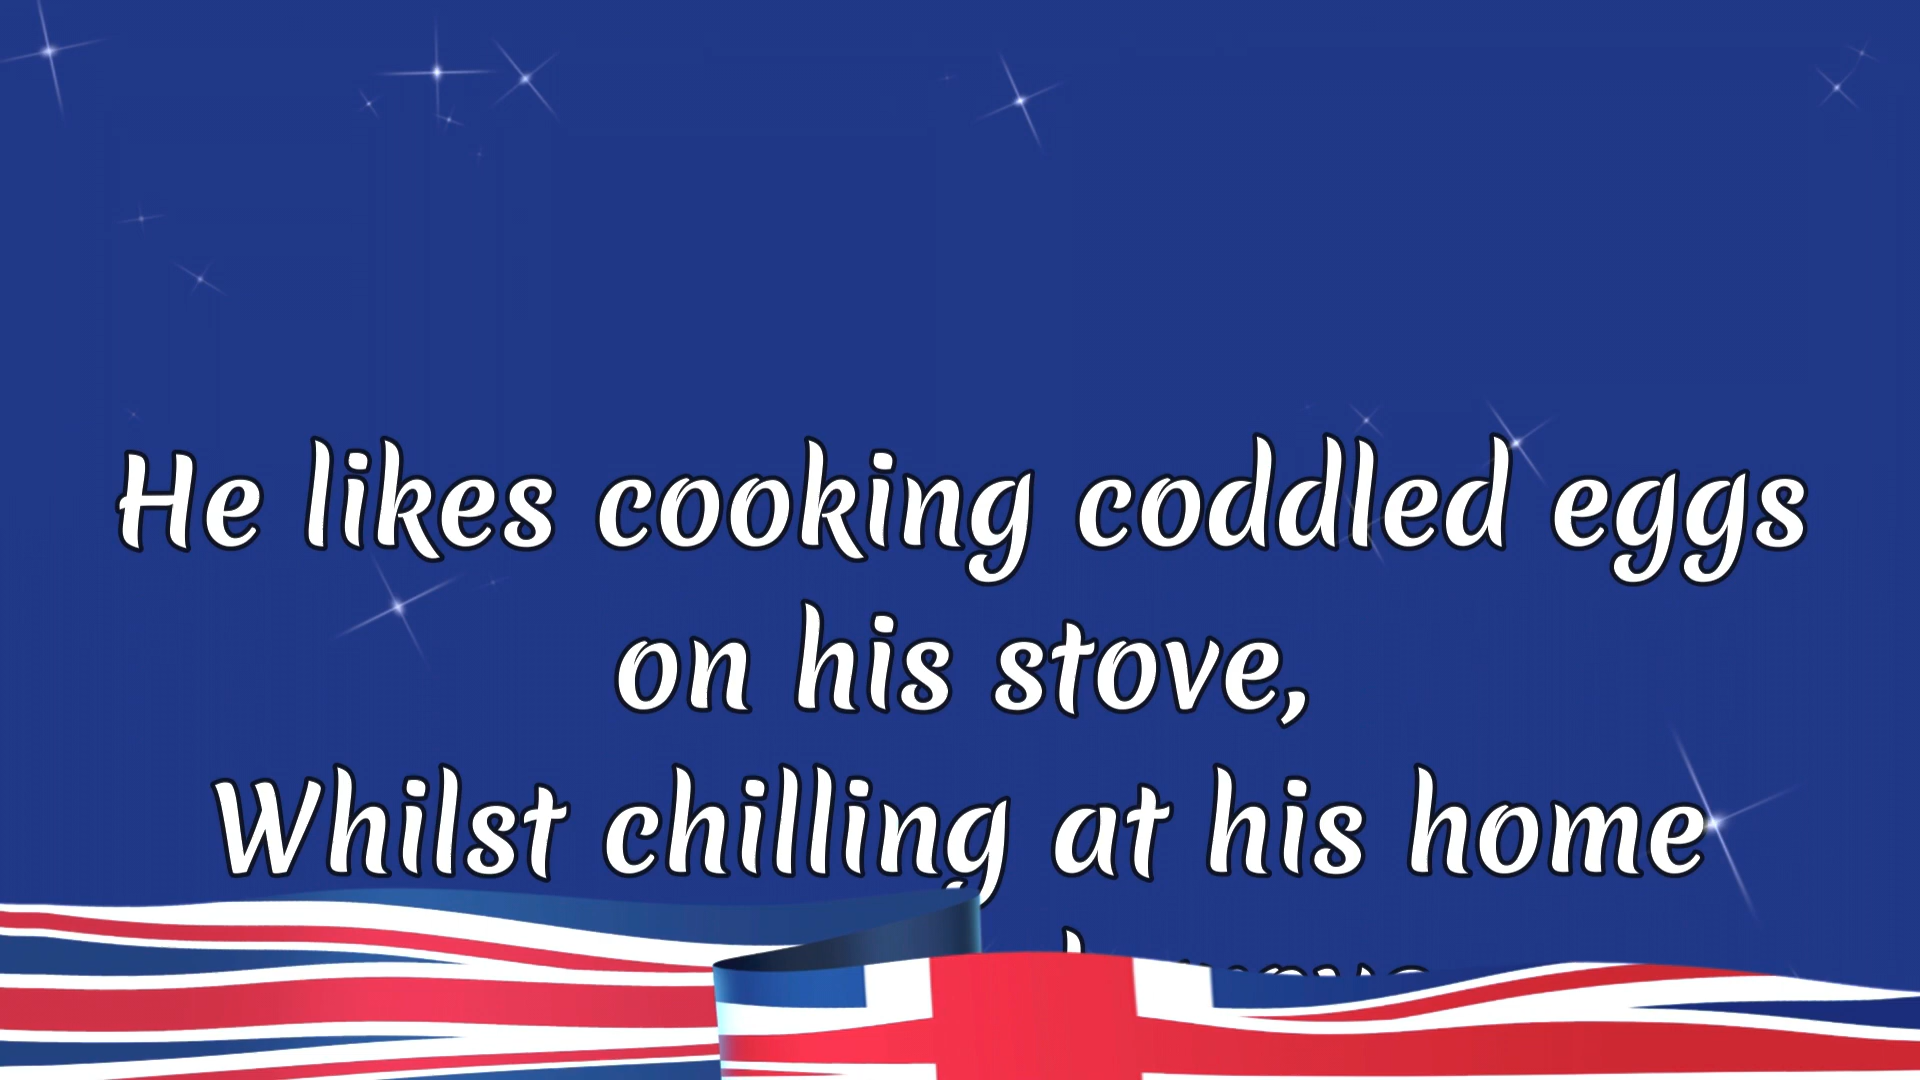 He likes cooking coddled eggs
on his stove,
Whilst chilling at his home